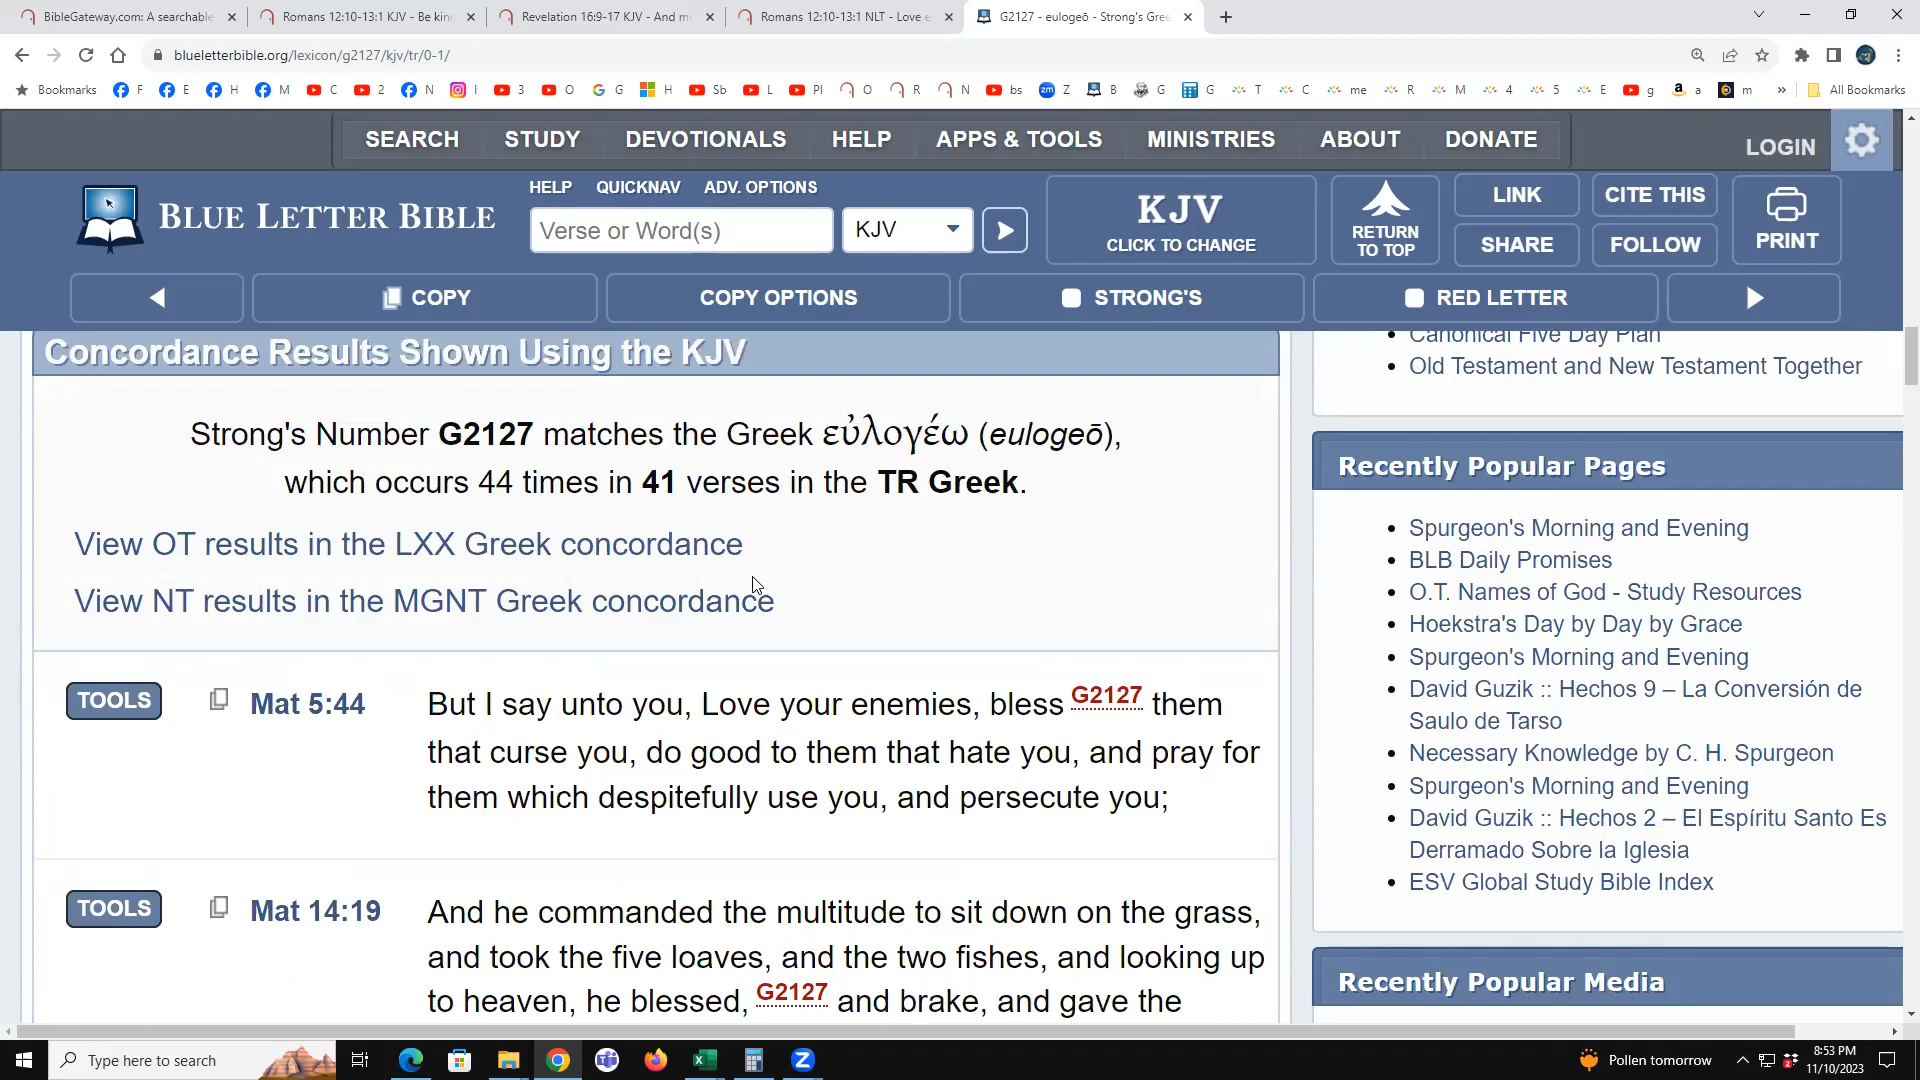 BibleGateway.com: A searchable
Romans 12:10-13:1 KJV - Be kin
Revelation 16:9-17 KJV - And m
Romans 12:10-13:1 NLT - Love e
G2127 - eulogeō - Strong's Gree
blueletterbible.org/lexicon/g2127/kjv/tr/0-1/
Bookmarks F E H M C 2 N I 3 O G H Sb L Pl O R N bs Z B G G T C me R M 4 5 E g a m » All Bookmarks
SEARCH STUDY DEVOTIONALS HELP APPS & TOOLS MINISTRIES ABOUT DONATE
LOGIN
BLUE LETTER BIBLE
HELP QUICKNAV ADV. OPTIONS
Verse or Word(s)
KJV
KJV
CLICK TO CHANGE
RETURN
TO TOP
LINK
CITE THIS
SHARE
FOLLOW
PRINT
COPY
COPY OPTIONS
STRONG'S
RED LETTER
Concordance Results Shown Using the KJV
Strong's Number G2127 matches the Greek εὐλογέω (eulogeō),
which occurs 44 times in 41 verses in the TR Greek.
View OT results in the LXX Greek concordance
View NT results in the MGNT Greek concordance
TOOLS
Mat 5:44
But I say unto you, Love your enemies, bless G2127 them
that curse you, do good to them that hate you, and pray for
them which despitefully use you, and persecute you;
TOOLS
Mat 14:19
And he commanded the multitude to sit down on the grass,
and took the five loaves, and the two fishes, and looking up
to heaven, he blessed, G2127 and brake, and gave the
Canonical Five Day Plan
Old Testament and New Testament Together
Recently Popular Pages
Spurgeon's Morning and Evening
BLB Daily Promises
O.T. Names of God - Study Resources
Hoekstra's Day by Day by Grace
Spurgeon's Morning and Evening
David Guzik :: Hechos 9 – La Conversión de
Saulo de Tarso
Necessary Knowledge by C. H. Spurgeon
Spurgeon's Morning and Evening
David Guzik :: Hechos 2 – El Espíritu Santo Es
Derramado Sobre la Iglesia
ESV Global Study Bible Index
Recently Popular Media
Type here to search
Pollen tomorrow
8:53 PM
11/10/2023